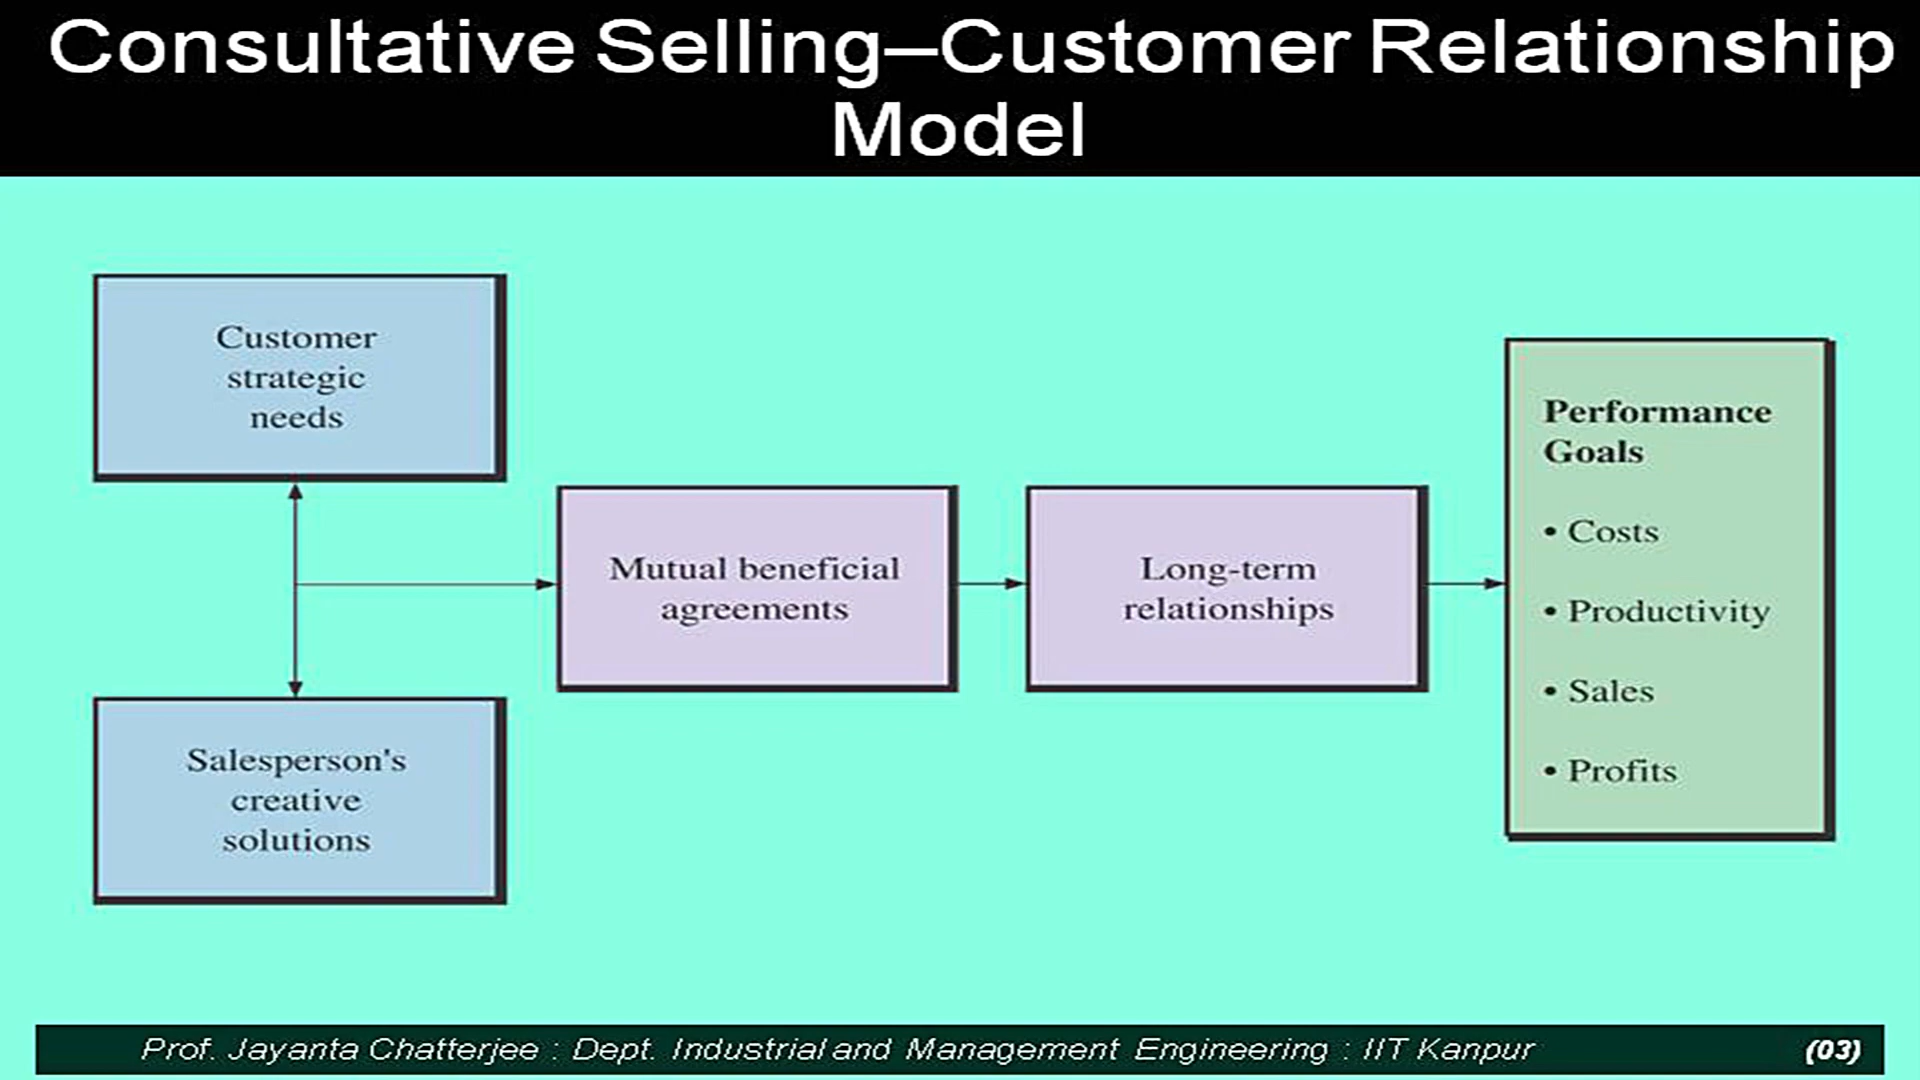 Consultative Selling—Customer Relationship
Model
Customer
strategic
needs
Salesperson's
creative
solutions
Mutual beneficial
agreements
Long-term
relationships
Performance
Goals
• Costs
• Productivity
• Sales
• Profits
Prof. Jayanta Chatterjee : Dept. Industrial and Management Engineering : IIT Kanpur (03)